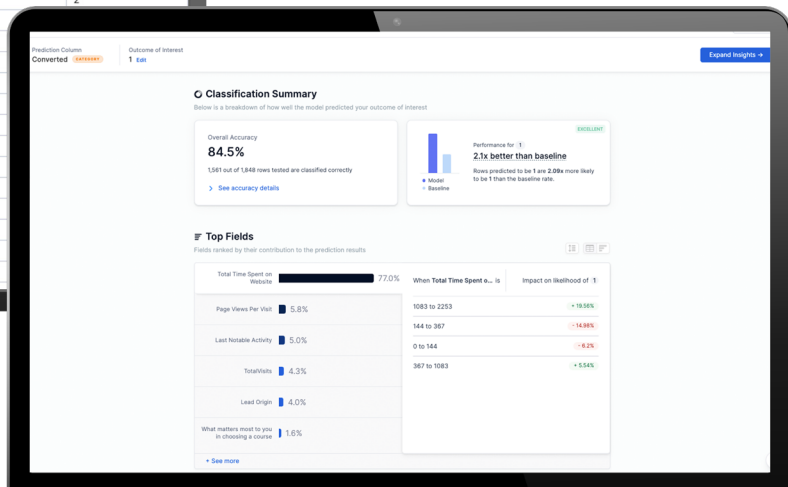 2
Prediction Column
Converted CATEGORY
Outcome of Interest
1 Edit
Expand Insights →
Classification Summary
Below is a breakdown of how well the model predicted your outcome of interest
Overall Accuracy
84.5%
1,561 out of 1,848 rows tested are classified correctly
> See accuracy details
EXCELLENT
Performance for 1
2.1x better than baseline
Rows predicted to be 1 are 2.09x more likely
to be 1 than the baseline rate.
Model
Baseline
Top Fields
Fields ranked by their contribution to the prediction results
Total Time Spent on
Website
77.0%
Page Views Per Visit
5.8%
Last Notable Activity
5.0%
TotalVisits
4.3%
Lead Origin
4.0%
What matters most to you
in choosing a course
1.6%
+ See more
When Total Time Spent o... is
Impact on likelihood of 1
1083 to 2253
+ 19.56%
144 to 367
- 14.98%
0 to 144
- 6.2%
367 to 1083
+ 5.54%